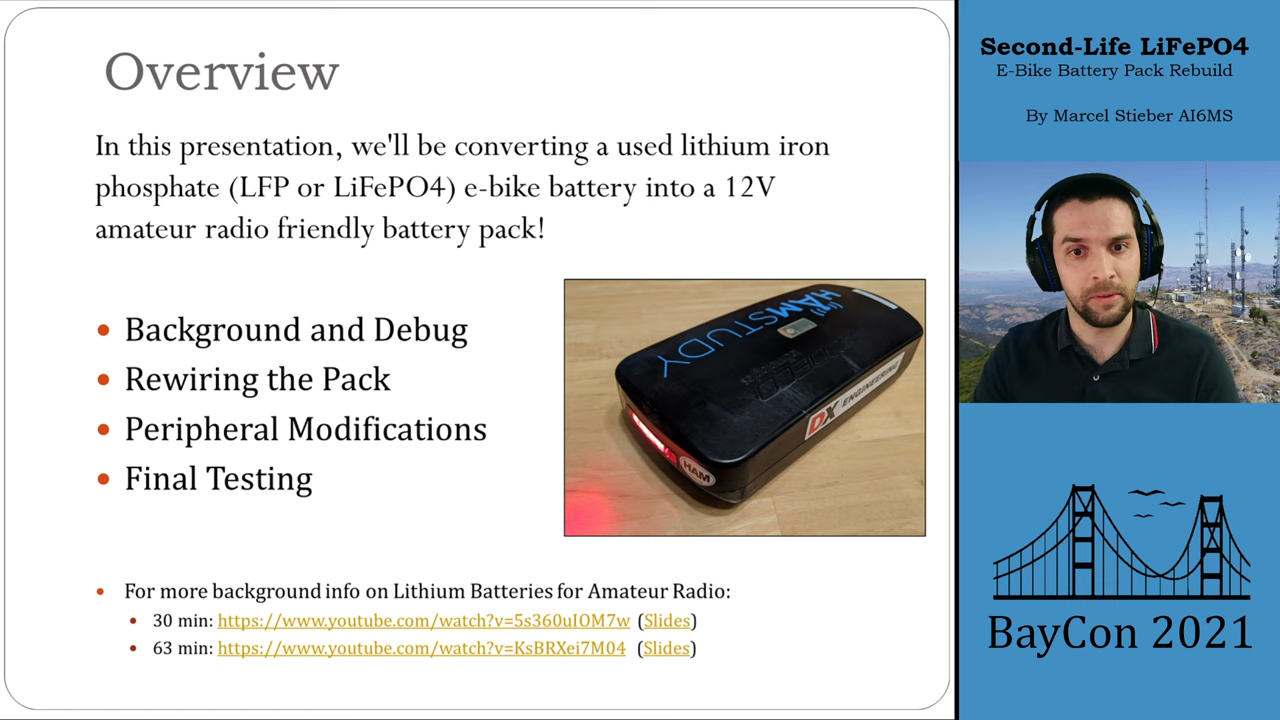 Overview
In this presentation, we'll be converting a used lithium iron
phosphate (LFP or LiFePO4) e-bike battery into a 12V
amateur radio friendly battery pack!
Background and Debug
Rewiring the Pack
Peripheral Modifications
Final Testing
HAMSTUDY
DX ENGINEERING
HAM
For more background info on Lithium Batteries for Amateur Radio:
30 min: https://www.youtube.com/watch?v=5s360uIOM7w (Slides)
63 min: https://www.youtube.com/watch?v=KsBRXei7M04 (Slides)
Second-Life LiFePO4
E-Bike Battery Pack Rebuild
By Marcel Stieber AI6MS
BayCon 2021